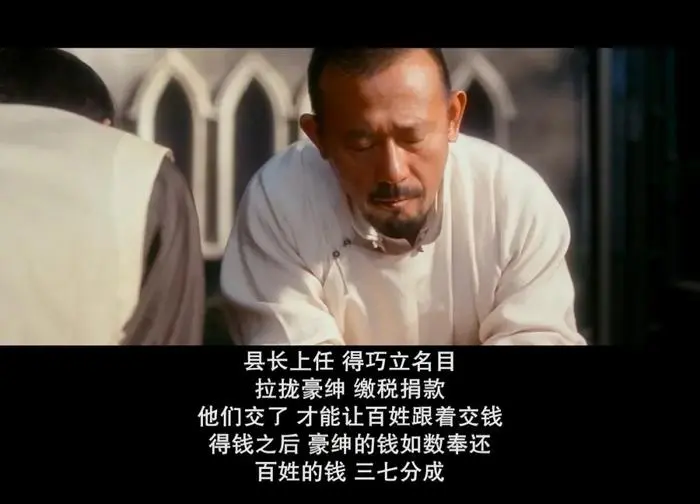 县长上任 得巧立名目
拉拢豪绅 缴税捐款
他们交了 才能让百姓跟着交钱
得钱之后 豪绅的钱如数奉还
百姓的钱 三七分成